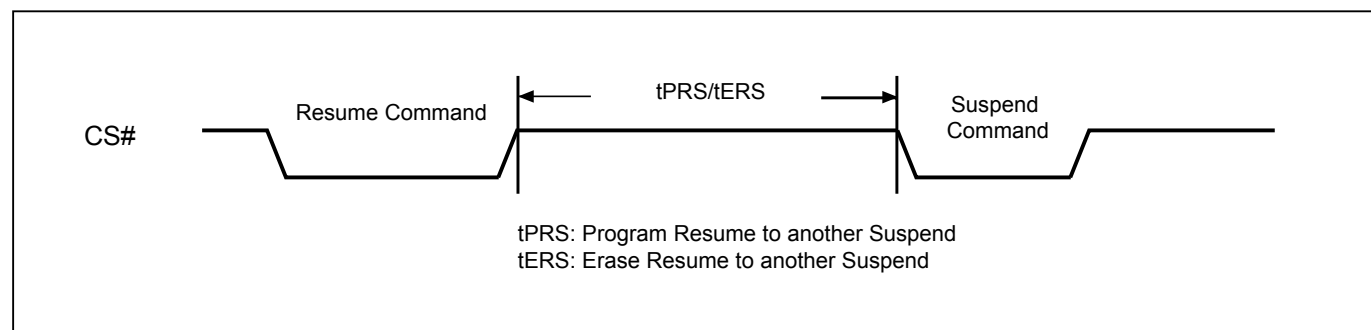 Resume Command
tPRS/tERS
Suspend
Command
CS#
tPRS: Program Resume to another Suspend
tERS: Erase Resume to another Suspend